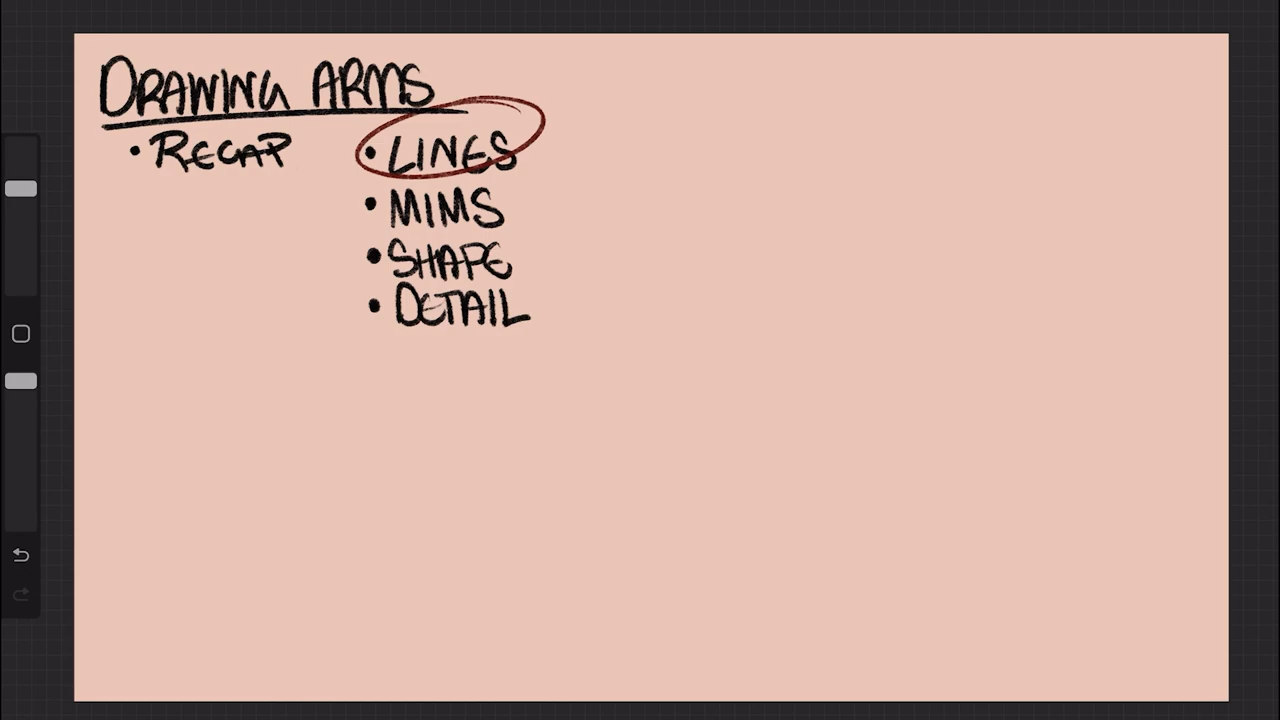 DRAWING ARMS
• RECAP • LINES
• MIMS
• SHAPE
• DETAIL